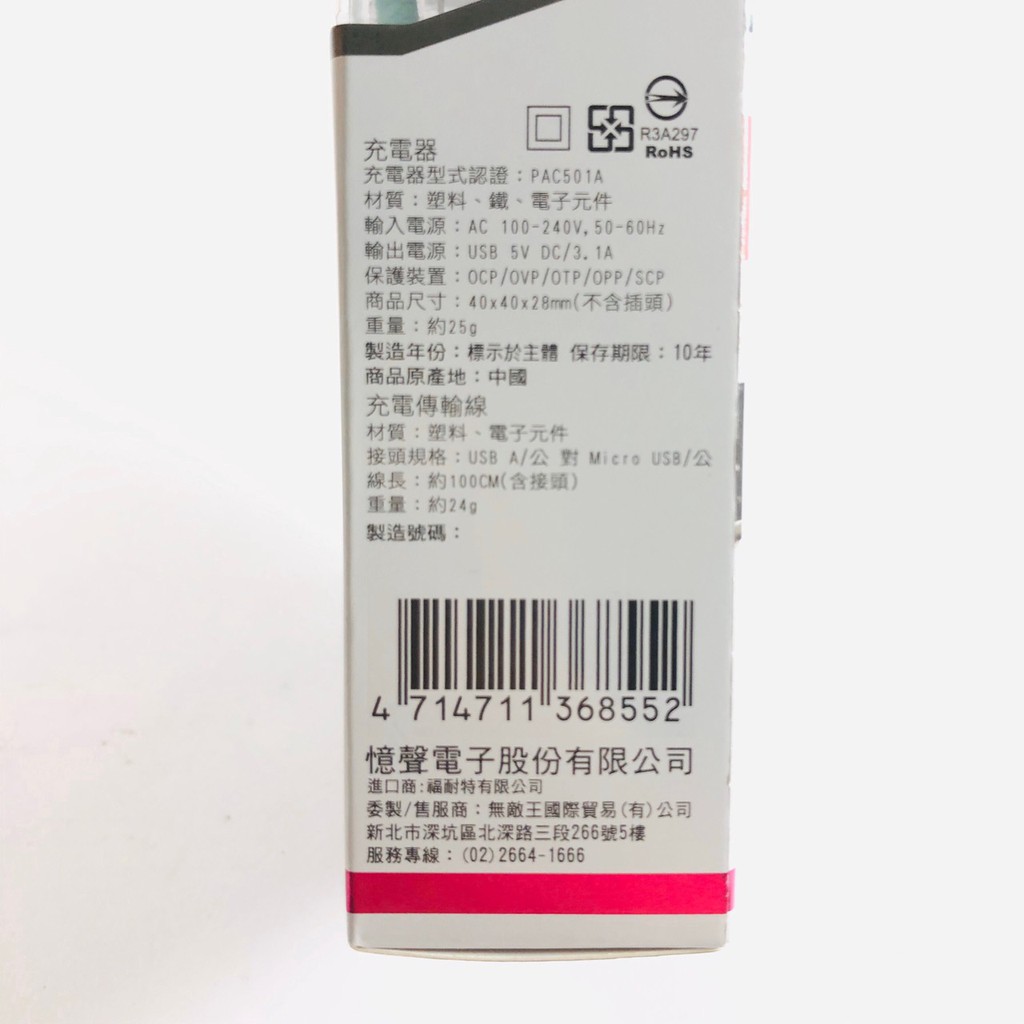 R3A297
RoHS
充電器
充電器型式認證：PAC501A
材質：塑料、鐵、電子元件
輸入電源：AC 100-240V,50-60Hz
輸出電源：USB 5V DC/3.1A
保護裝置：OCP/OVP/OTP/OPP/SCP
商品尺寸：40x40x28mm(不含插頭)
重量：約25g
製造年份：標示於主體 保存期限：10年
商品原產地：中國
充電傳輸線
材質：塑料、電子元件
接頭規格：USB A/公 對 Micro USB/公
線長：約100CM(含接頭)
重量：約24g
製造號碼：
4 714711 368552
憶聲電子股份有限公司
進口商:福耐特有限公司
委製/售服商：無敵王國際貿易(有)公司
新北市深坑區北深路三段266號5樓
服務專線：(02)2664-1666